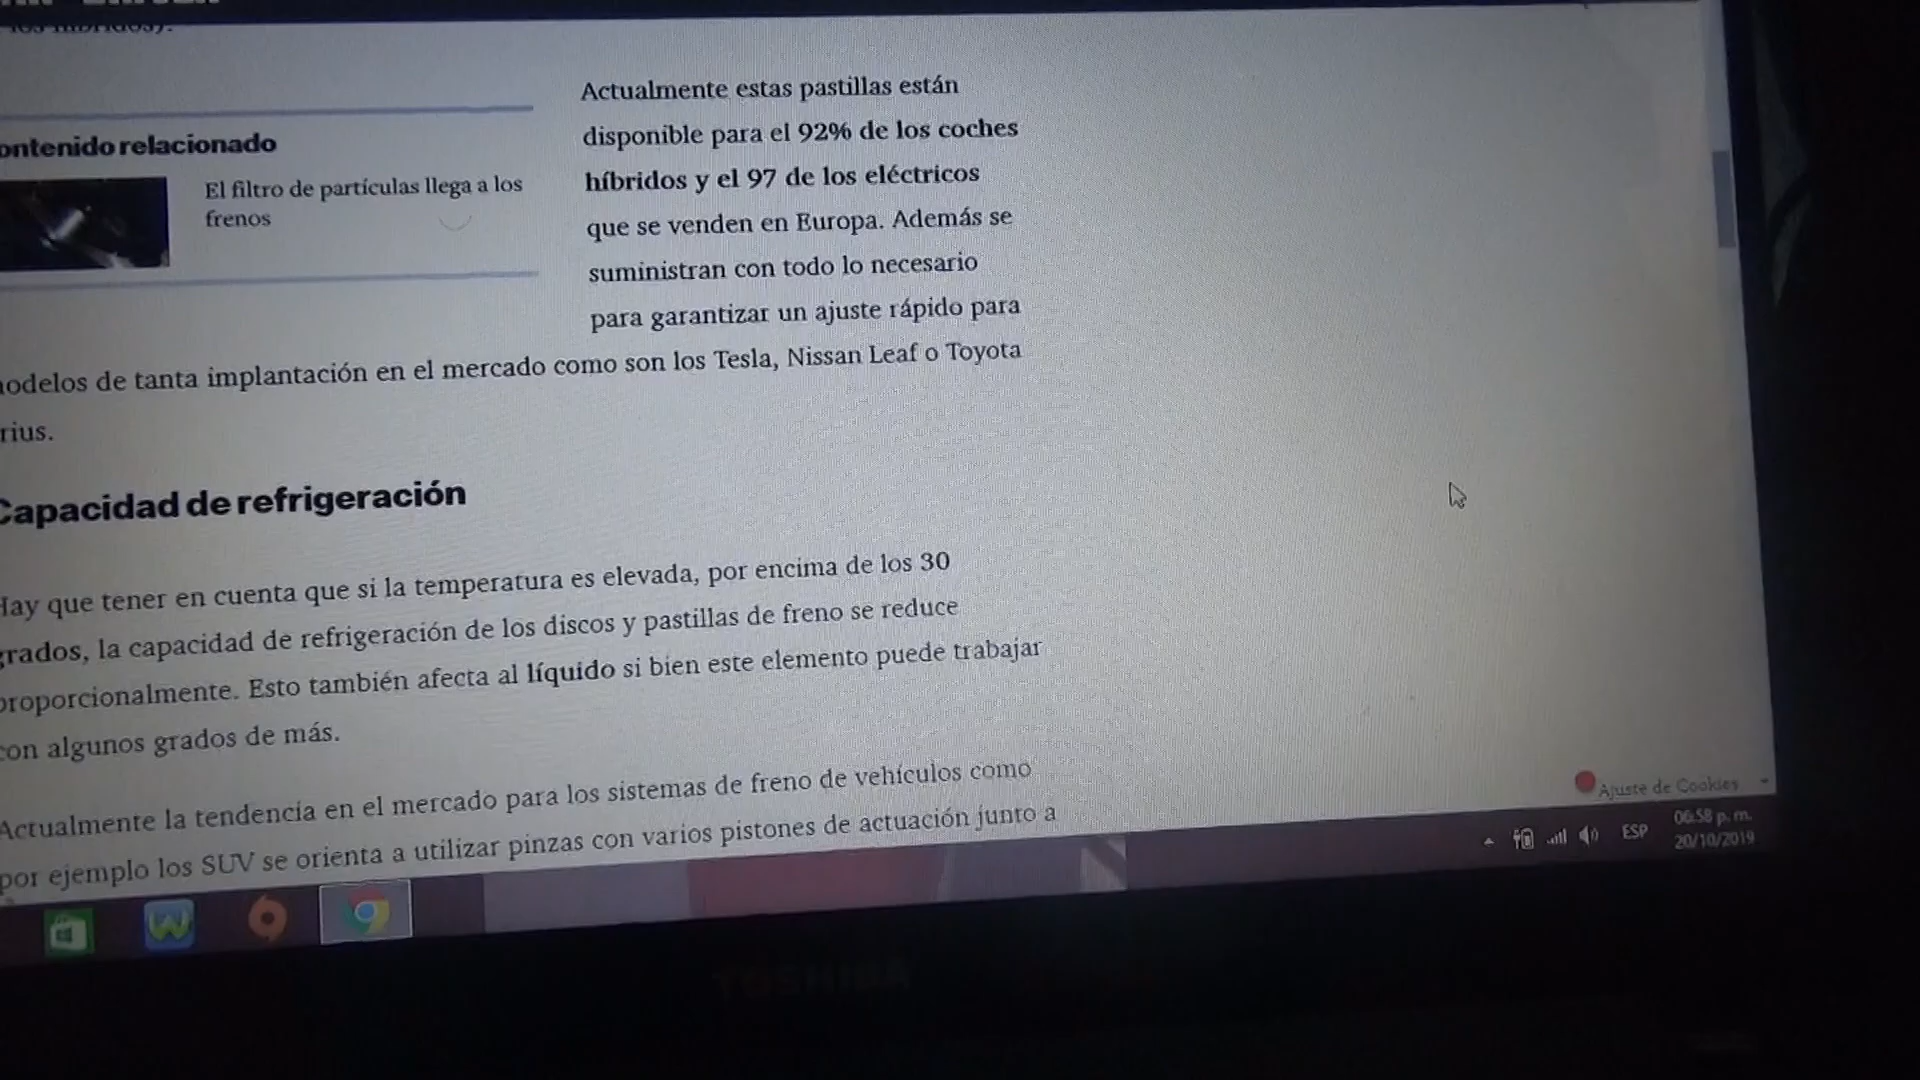 Actualmente estas pastillas están
disponible para el 92% de los coches
híbridos y el 97 de los eléctricos
que se venden en Europa. Además se
suministran con todo lo necesario
para garantizar un ajuste rápido para
odelos de tanta implantación en el mercado como son los Tesla, Nissan Leaf o Toyota
rius.
ontenido relacionado
El filtro de partículas llega a los
frenos
Capacidad de refrigeración
Hay que tener en cuenta que si la temperatura es elevada, por encima de los 30
grados, la capacidad de refrigeración de los discos y pastillas de freno se reduce
proporcionalmente. Esto también afecta al líquido si bien este elemento puede trabajar
con algunos grados de más.
Actualmente la tendencia en el mercado para los sistemas de freno de vehículos como
por ejemplo los SUV se orienta a utilizar pinzas con varios pistones de actuación junto a
Ajuste de Cookies
ESP
06:58 p. m.
20/10/2019
TOSHIBA